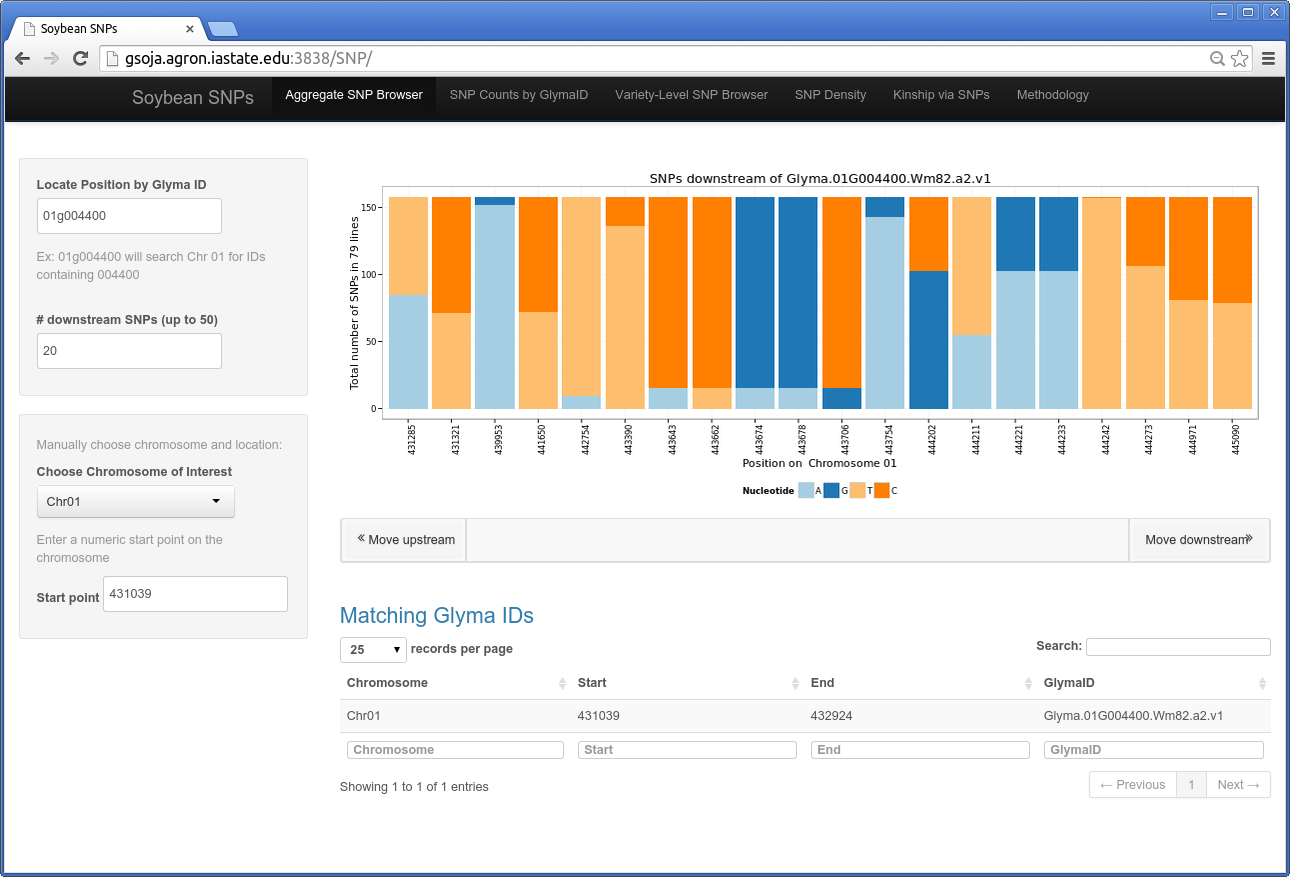 Soybean SNPs ×
gsoja.agron.iastate.edu:3838/SNP/
Soybean SNPs Aggregate SNP Browser SNP Counts by GlymaID Variety-Level SNP Browser SNP Density Kinship via SNPs Methodology
Locate Position by Glyma ID
01g004400
Ex: 01g004400 will search Chr 01 for IDs
containing 004400
# downstream SNPs (up to 50)
20
Manually choose chromosome and location:
Choose Chromosome of Interest
Chr01
Enter a numeric start point on the
chromosome
Start point 431039
SNPs downstream of Glyma.01G004400.Wm82.a2.v1
Total number of SNPs in 79 lines
150
100
50
0
431285 431321 439953 441650 442754 443390 443643 443662 443674 443678 443706 443754 444202 444211 444221 444233 444242 444273 444971 445090
Position on Chromosome 01
Nucleotide A G T C
« Move upstream Move downstream»
Matching Glyma IDs
25 records per page Search:
Chromosome Start End GlymaID
Chr01 431039 432924 Glyma.01G004400.Wm82.a2.v1
Chromosome Start End GlymaID
Showing 1 to 1 of 1 entries
← Previous 1 Next →